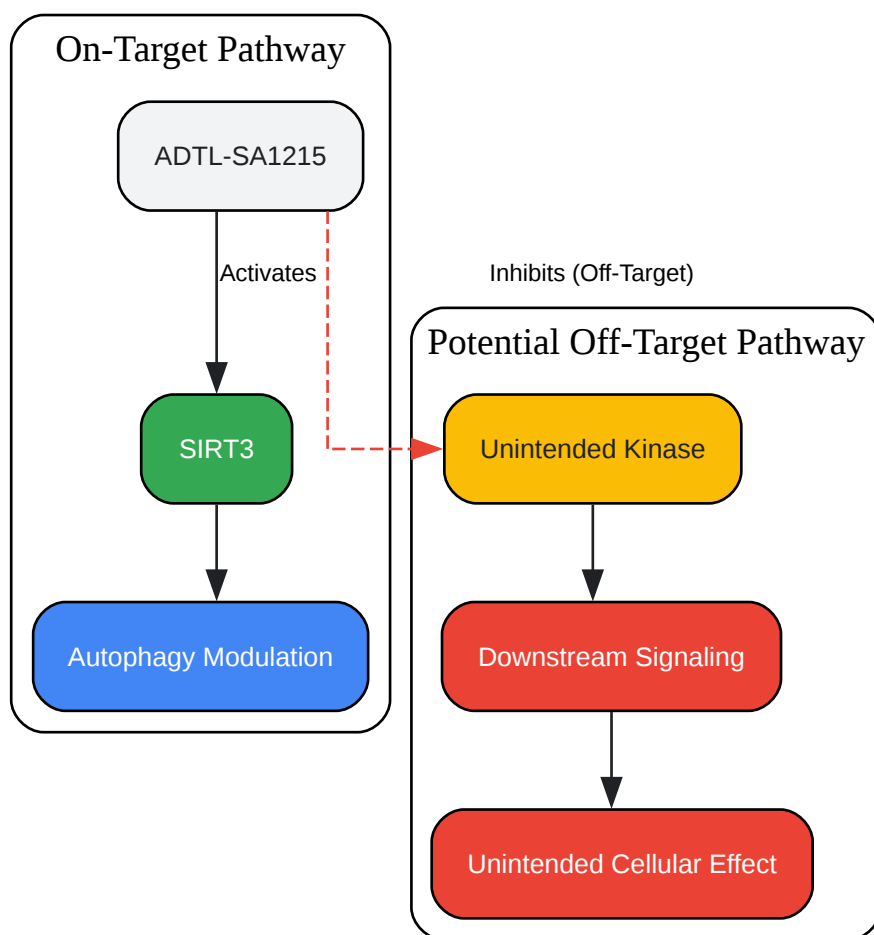 On-Target Pathway
ADTL-SA1215
Activates
Inhibits (Off-Target)
Potential Off-Target Pathway
SIRT3
Unintended Kinase
Autophagy Modulation
Downstream Signaling
Unintended Cellular Effect